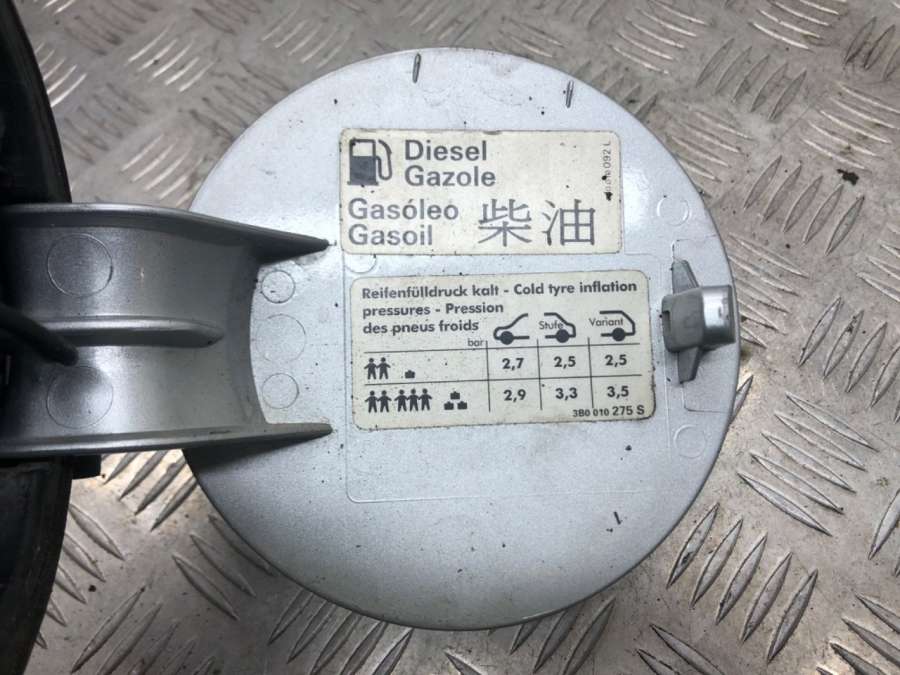 Diesel
Gazole
Gasóleo
Gasoil
柴油
092 L
Reifenfülldruck kalt - Cold tyre inflation
pressures - Pression
des pneus froids
Stufe Variant
bar
2,7 2,5 2,5
2,9 3,3 3,5
3B0 010 275 S